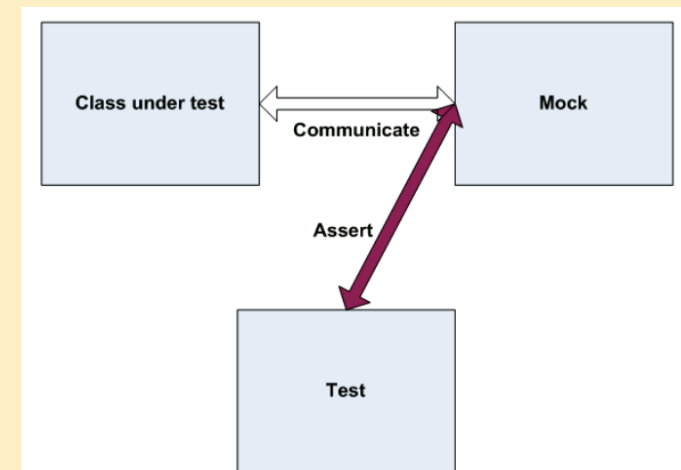 Class under test
Mock
Communicate
Assert
Test